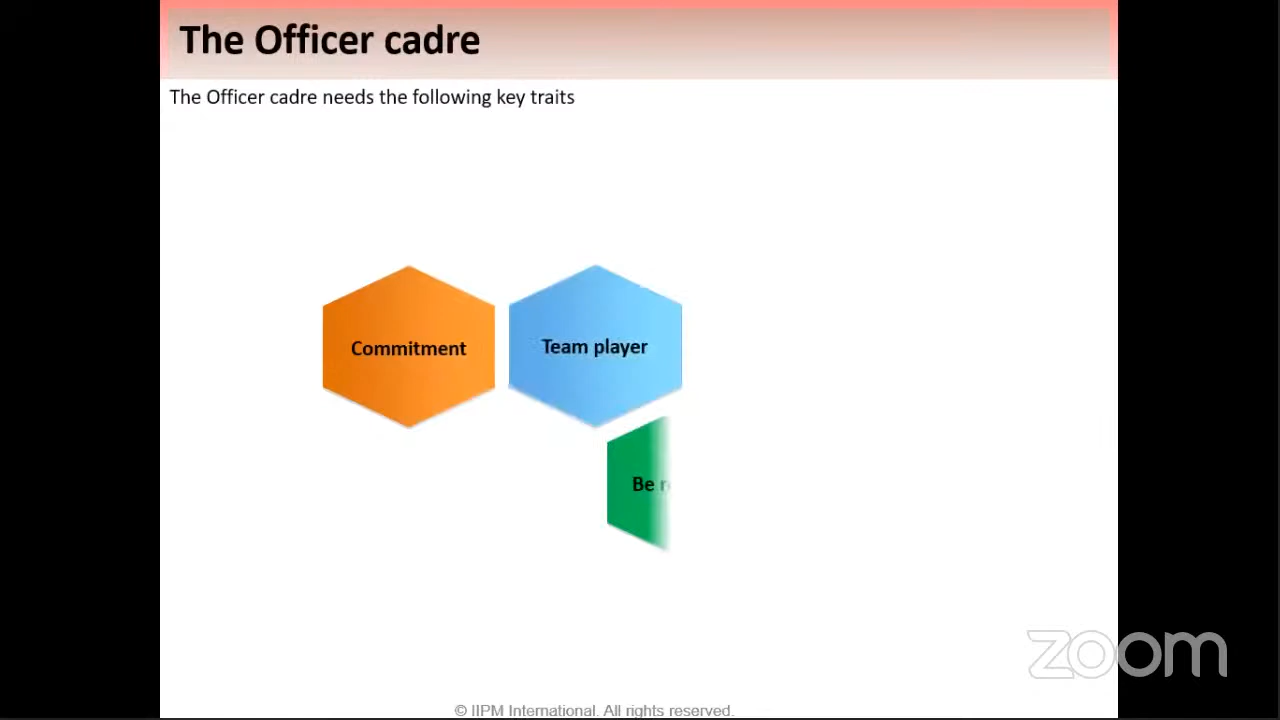 The Officer cadre
The Officer cadre needs the following key traits
Commitment
Team player
Be
zoom
© IIPM International. All rights reserved.